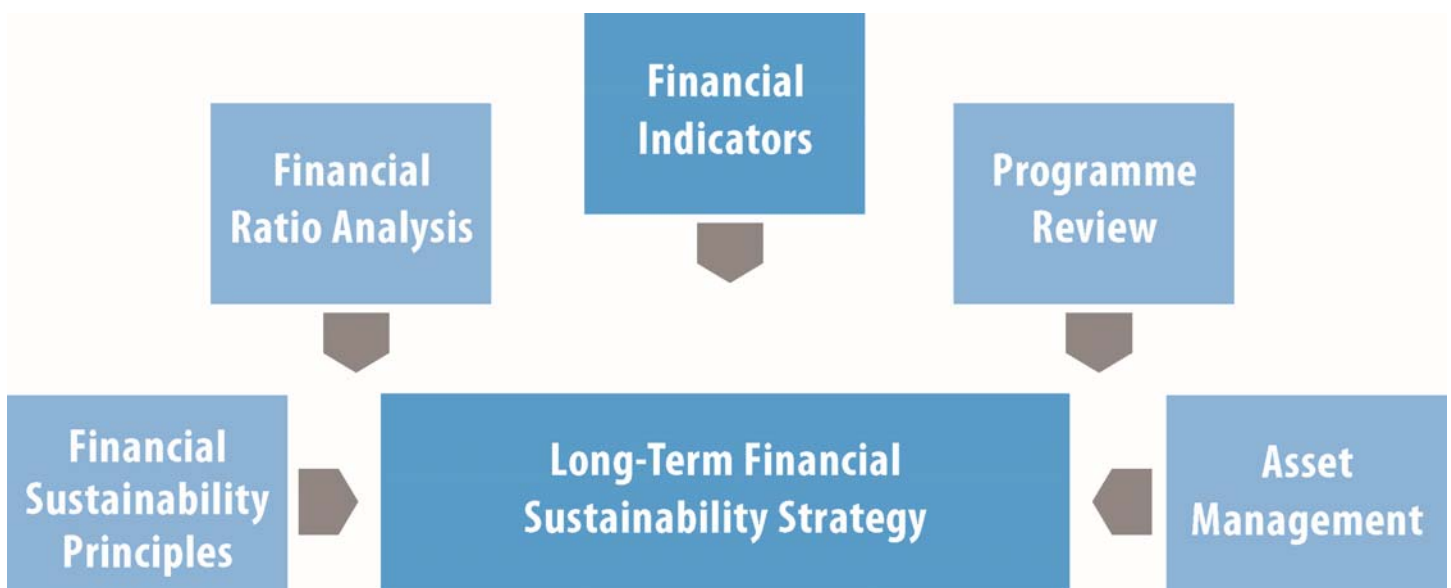 Financial
Indicators
Financial
Ratio Analysis
Programme
Review
Financial
Sustainability
Principles
Long-Term Financial
Sustainability Strategy
Asset
Management